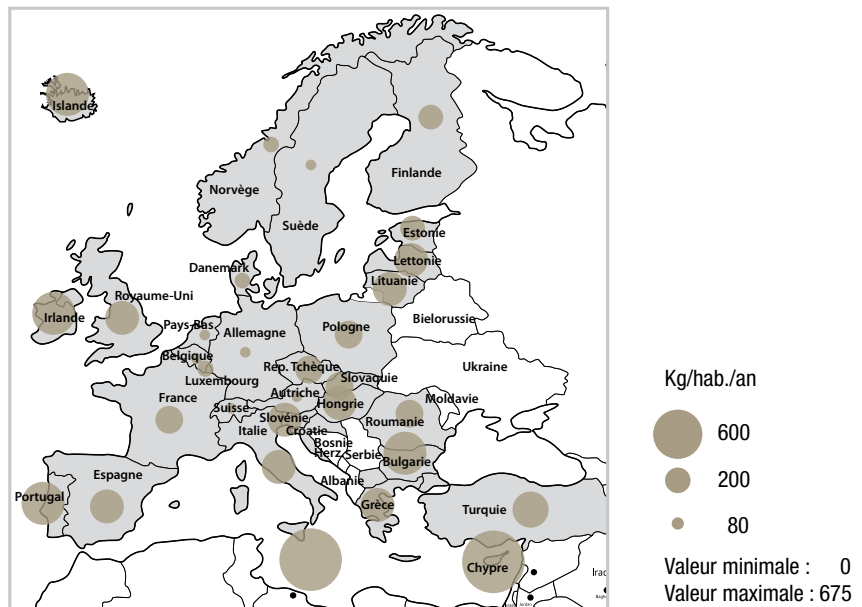 Islande
Finlande
Norvège
Suède
Estonie
Danemark
Lettonie
Lituanie
Royaume-Uni
Irlande
Pays-Bas
Allemagne
Pologne
Bielorussie
Belgique
Rep. Tchèque
Ukraine
Luxembourg
Slovaquie
Autriche
France
Suisse
Hongrie
Moldavie
Slovénie
Roumanie
Italie
Croatie
Bosnie
Herz.
Serbie
Bulgarie
Espagne
Albanie
Portugal
Grèce
Turquie
Chypre
Irac
Jordan
Kg/hab./an
600
200
80
Valeur minimale : 0
Valeur maximale : 675